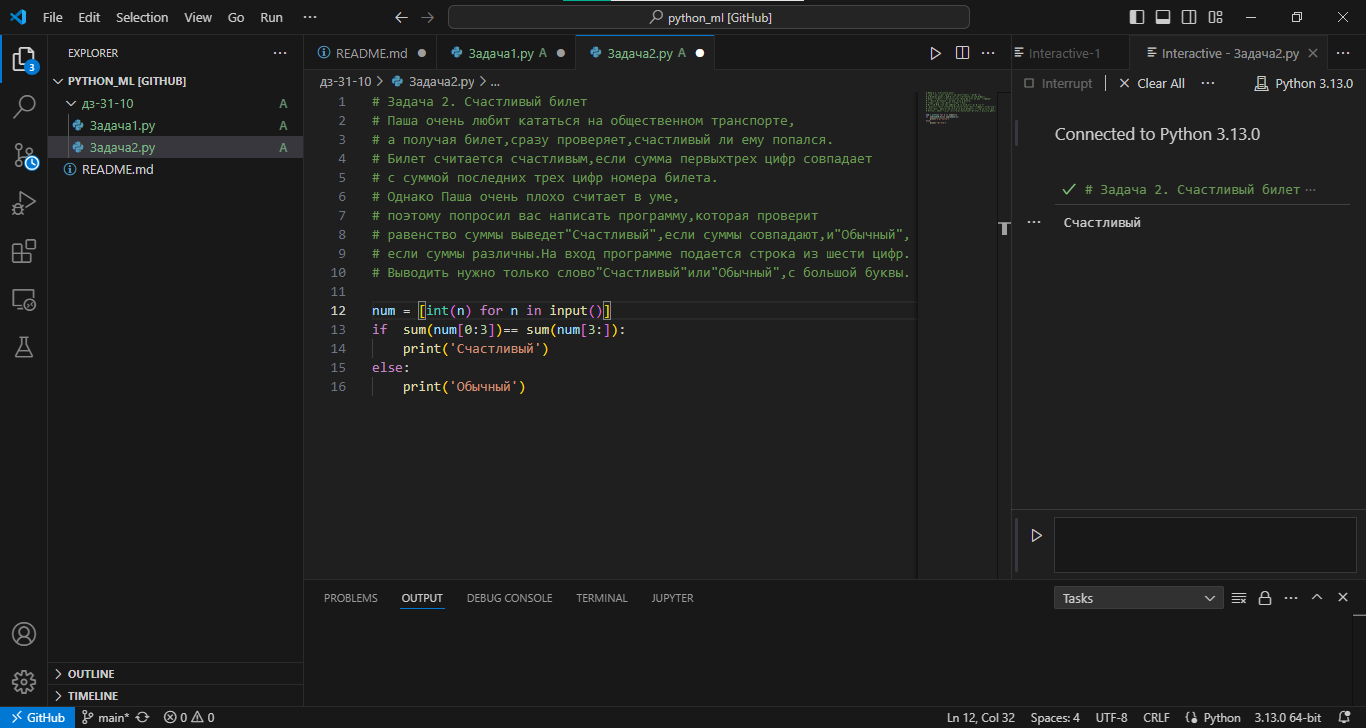 File Edit Selection View Go Run ···
python_ml [GitHub]
EXPLORER
PYTHON_ML [GITHUB]
дз-31-10 A
Задача1.py A
Задача2.py A
README.md
OUTLINE
TIMELINE
3
README.md
Задача1.py A
Задача2.py A
дз-31-10 > Задача2.py > ...
1 # Задача 2. Счастливый билет
2 # Паша очень любит кататься на общественном транспорте,
3 # а получая билет,сразу проверяет,счастливый ли ему попался.
4 # Билет считается счастливым,если сумма первыхтрех цифр совпадает
5 # с суммой последних трех цифр номера билета.
6 # Однако Паша очень плохо считает в уме,
7 # поэтому попросил вас написать программу,которая проверит
8 # равенство суммы выведет"Счастливый",если суммы совпадают,и"Обычный",
9 # если суммы различны.На вход программе подается строка из шести цифр.
10 # Выводить нужно только слово"Счастливый"или"Обычный",с большой буквы.
11
12 num = [int(n) for n in input()]
13 if  sum(num[0:3])== sum(num[3:]):
14     print('Счастливый')
15 else:
16     print('Обычный')
Interactive-1
Interactive - Задача2.py
Interrupt
Clear All ···
Python 3.13.0
Connected to Python 3.13.0
# Задача 2. Счастливый билет ···
Счастливый
PROBLEMS OUTPUT DEBUG CONSOLE TERMINAL JUPYTER
Tasks
GitHub main* 0 0
Ln 12, Col 32 Spaces: 4 UTF-8 CRLF Python 3.13.0 64-bit